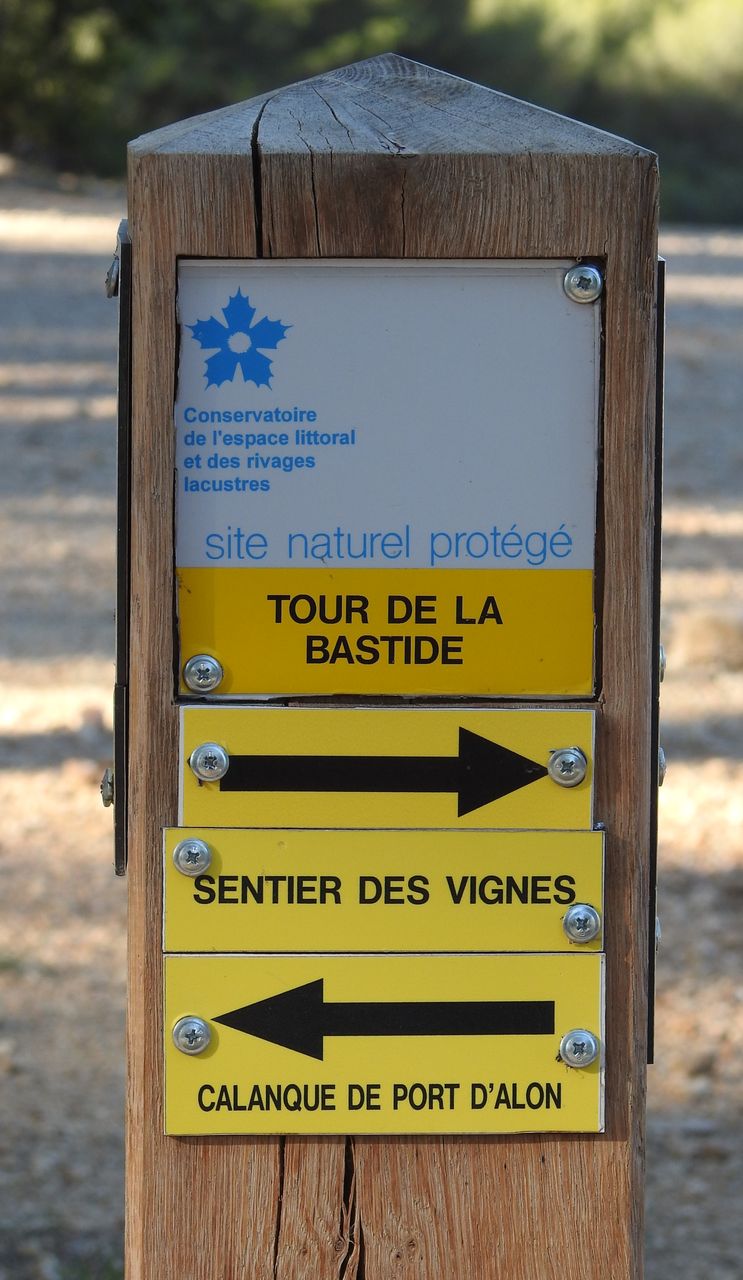 Conservatoire
de l'espace littoral
et des rivages
lacustres
site naturel protégé
TOUR DE LA
BASTIDE
SENTIER DES VIGNES
CALANQUE DE PORT D'ALON